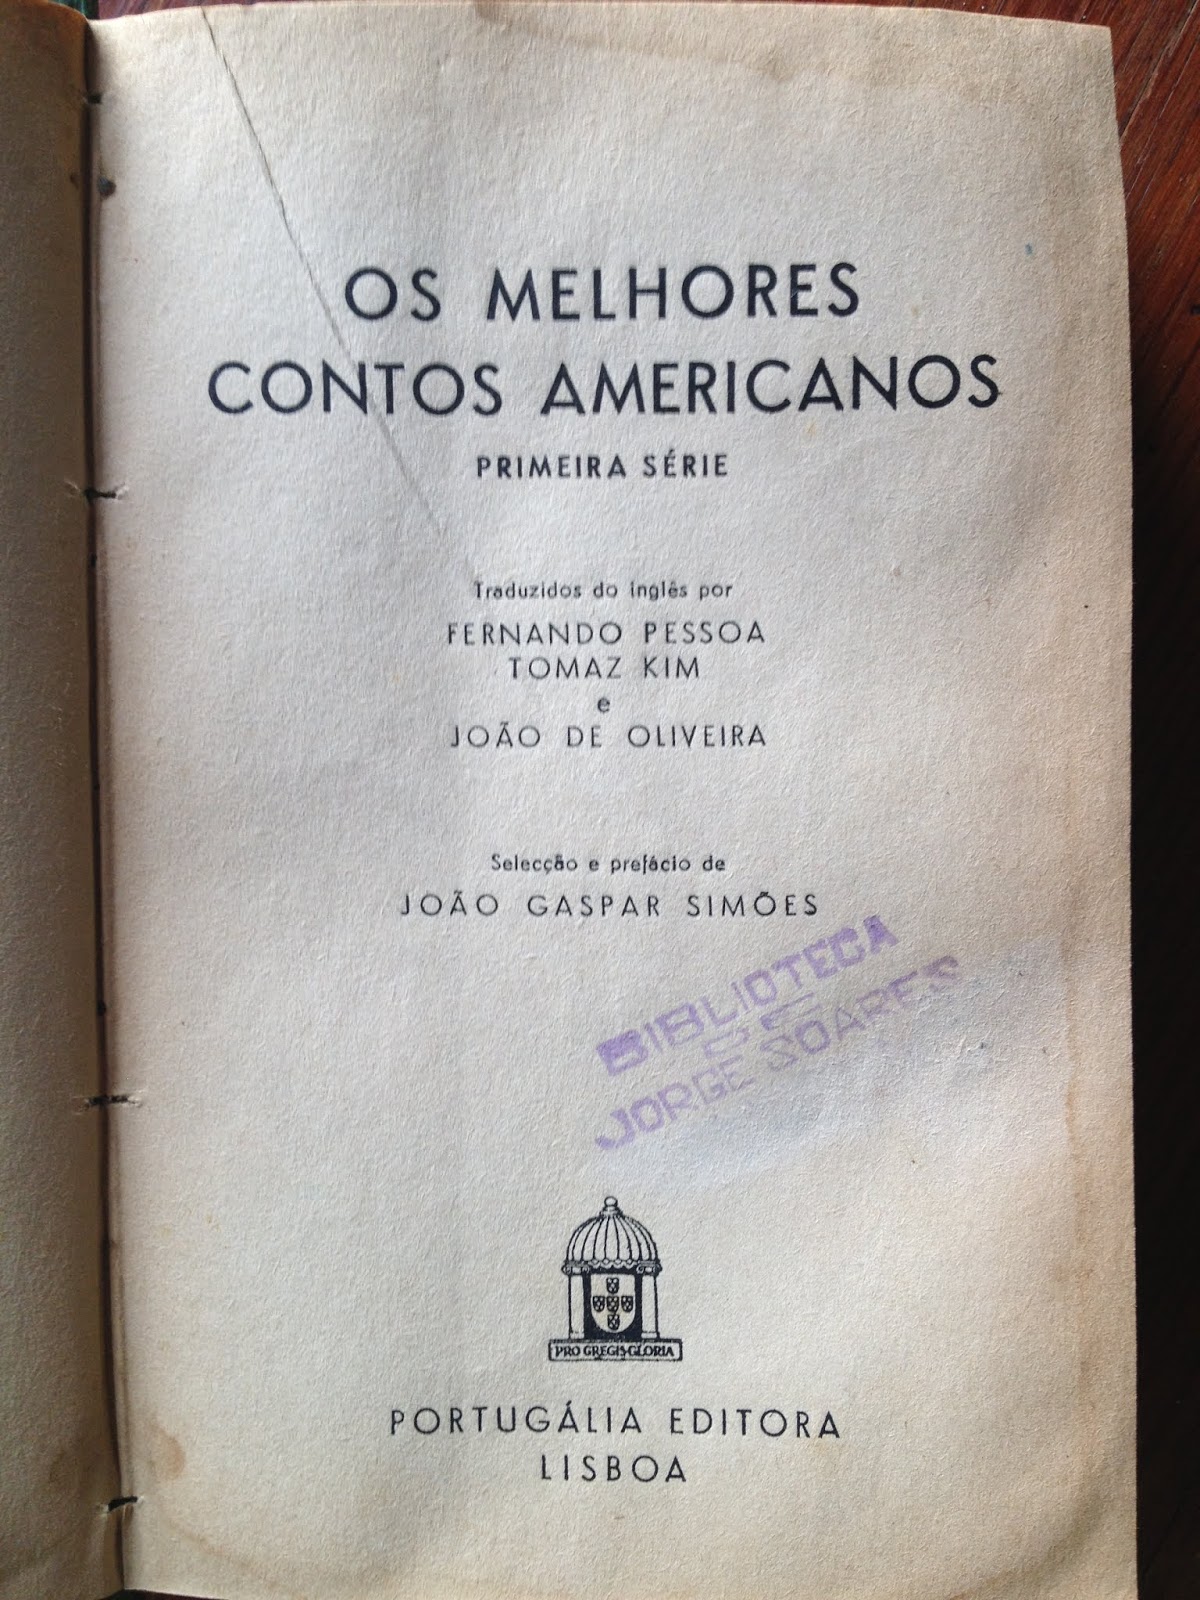 OS MELHORES
CONTOS AMERICANOS
PRIMEIRA SÉRIE
Traduzidos do inglês por
FERNANDO PESSOA
TOMAZ KIM
e
JOÃO DE OLIVEIRA
Selecção e prefácio de
JOÃO GASPAR SIMÕES
BIBLIOTECA
DE
JORGE SOARES
PRO GREGIS GLORIA
PORTUGÁLIA EDITORA
LISBOA